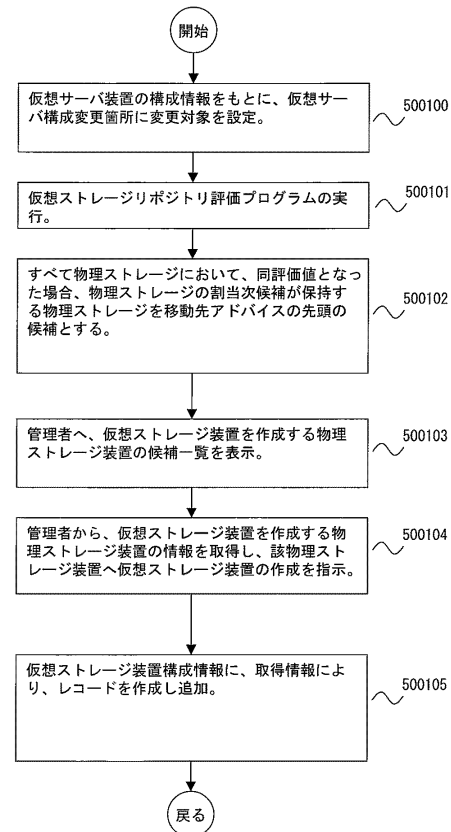 開始
仮想サーバ装置の構成情報をもとに、仮想サー
バ構成変更箇所に変更対象を設定。
500100
仮想ストレージリポジトリ評価プログラムの実
行。
500101
すべて物理ストレージにおいて、同評価値となっ
た場合、物理ストレージの割当次候補が保持す
る物理ストレージを移動先アドバイスの先頭の
候補とする。
500102
管理者へ、仮想ストレージ装置を作成する物理
ストレージ装置の候補一覧を表示。
500103
管理者から、仮想ストレージ装置を作成する物
理ストレージ装置の情報を取得し、該物理スト
レージ装置へ仮想ストレージ装置の作成を指示。
500104
仮想ストレージ装置構成情報に、取得情報によ
り、レコードを作成し追加。
500105
戻る